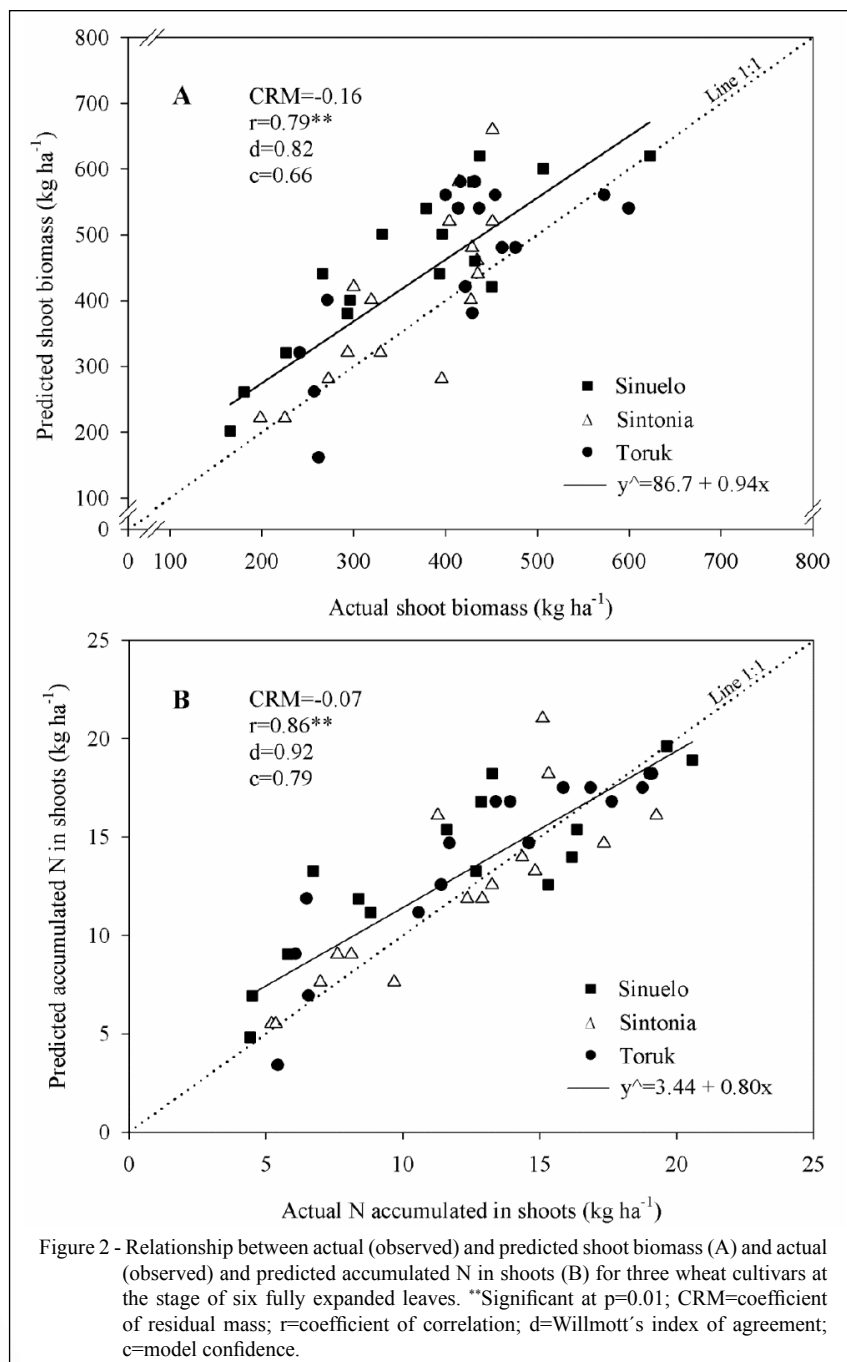 800
700
600
500
400
300
200
100
0
Predicted shoot biomass (kg ha⁻¹)
A
CRM=-0.16
r=0.79**
d=0.82
c=0.66
Line 1:1
Sinuelo
Sintonia
Toruk
y^=86.7 + 0.94x
0 100 200 300 400 500 600 700 800
Actual shoot biomass (kg ha⁻¹)
25
20
15
10
5
0
Predicted accumulated N in shoots (kg ha⁻¹)
B
CRM=-0.07
r=0.86**
d=0.92
c=0.79
Line 1:1
Sinuelo
Sintonia
Toruk
y^=3.44 + 0.80x
0 5 10 15 20 25
Actual N accumulated in shoots (kg ha⁻¹)
Figure 2 - Relationship between actual (observed) and predicted shoot biomass (A) and actual
(observed) and predicted accumulated N in shoots (B) for three wheat cultivars at
the stage of six fully expanded leaves. **Significant at p=0.01; CRM=coefficient
of residual mass; r=coefficient of correlation; d=Willmott´s index of agreement;
c=model confidence.